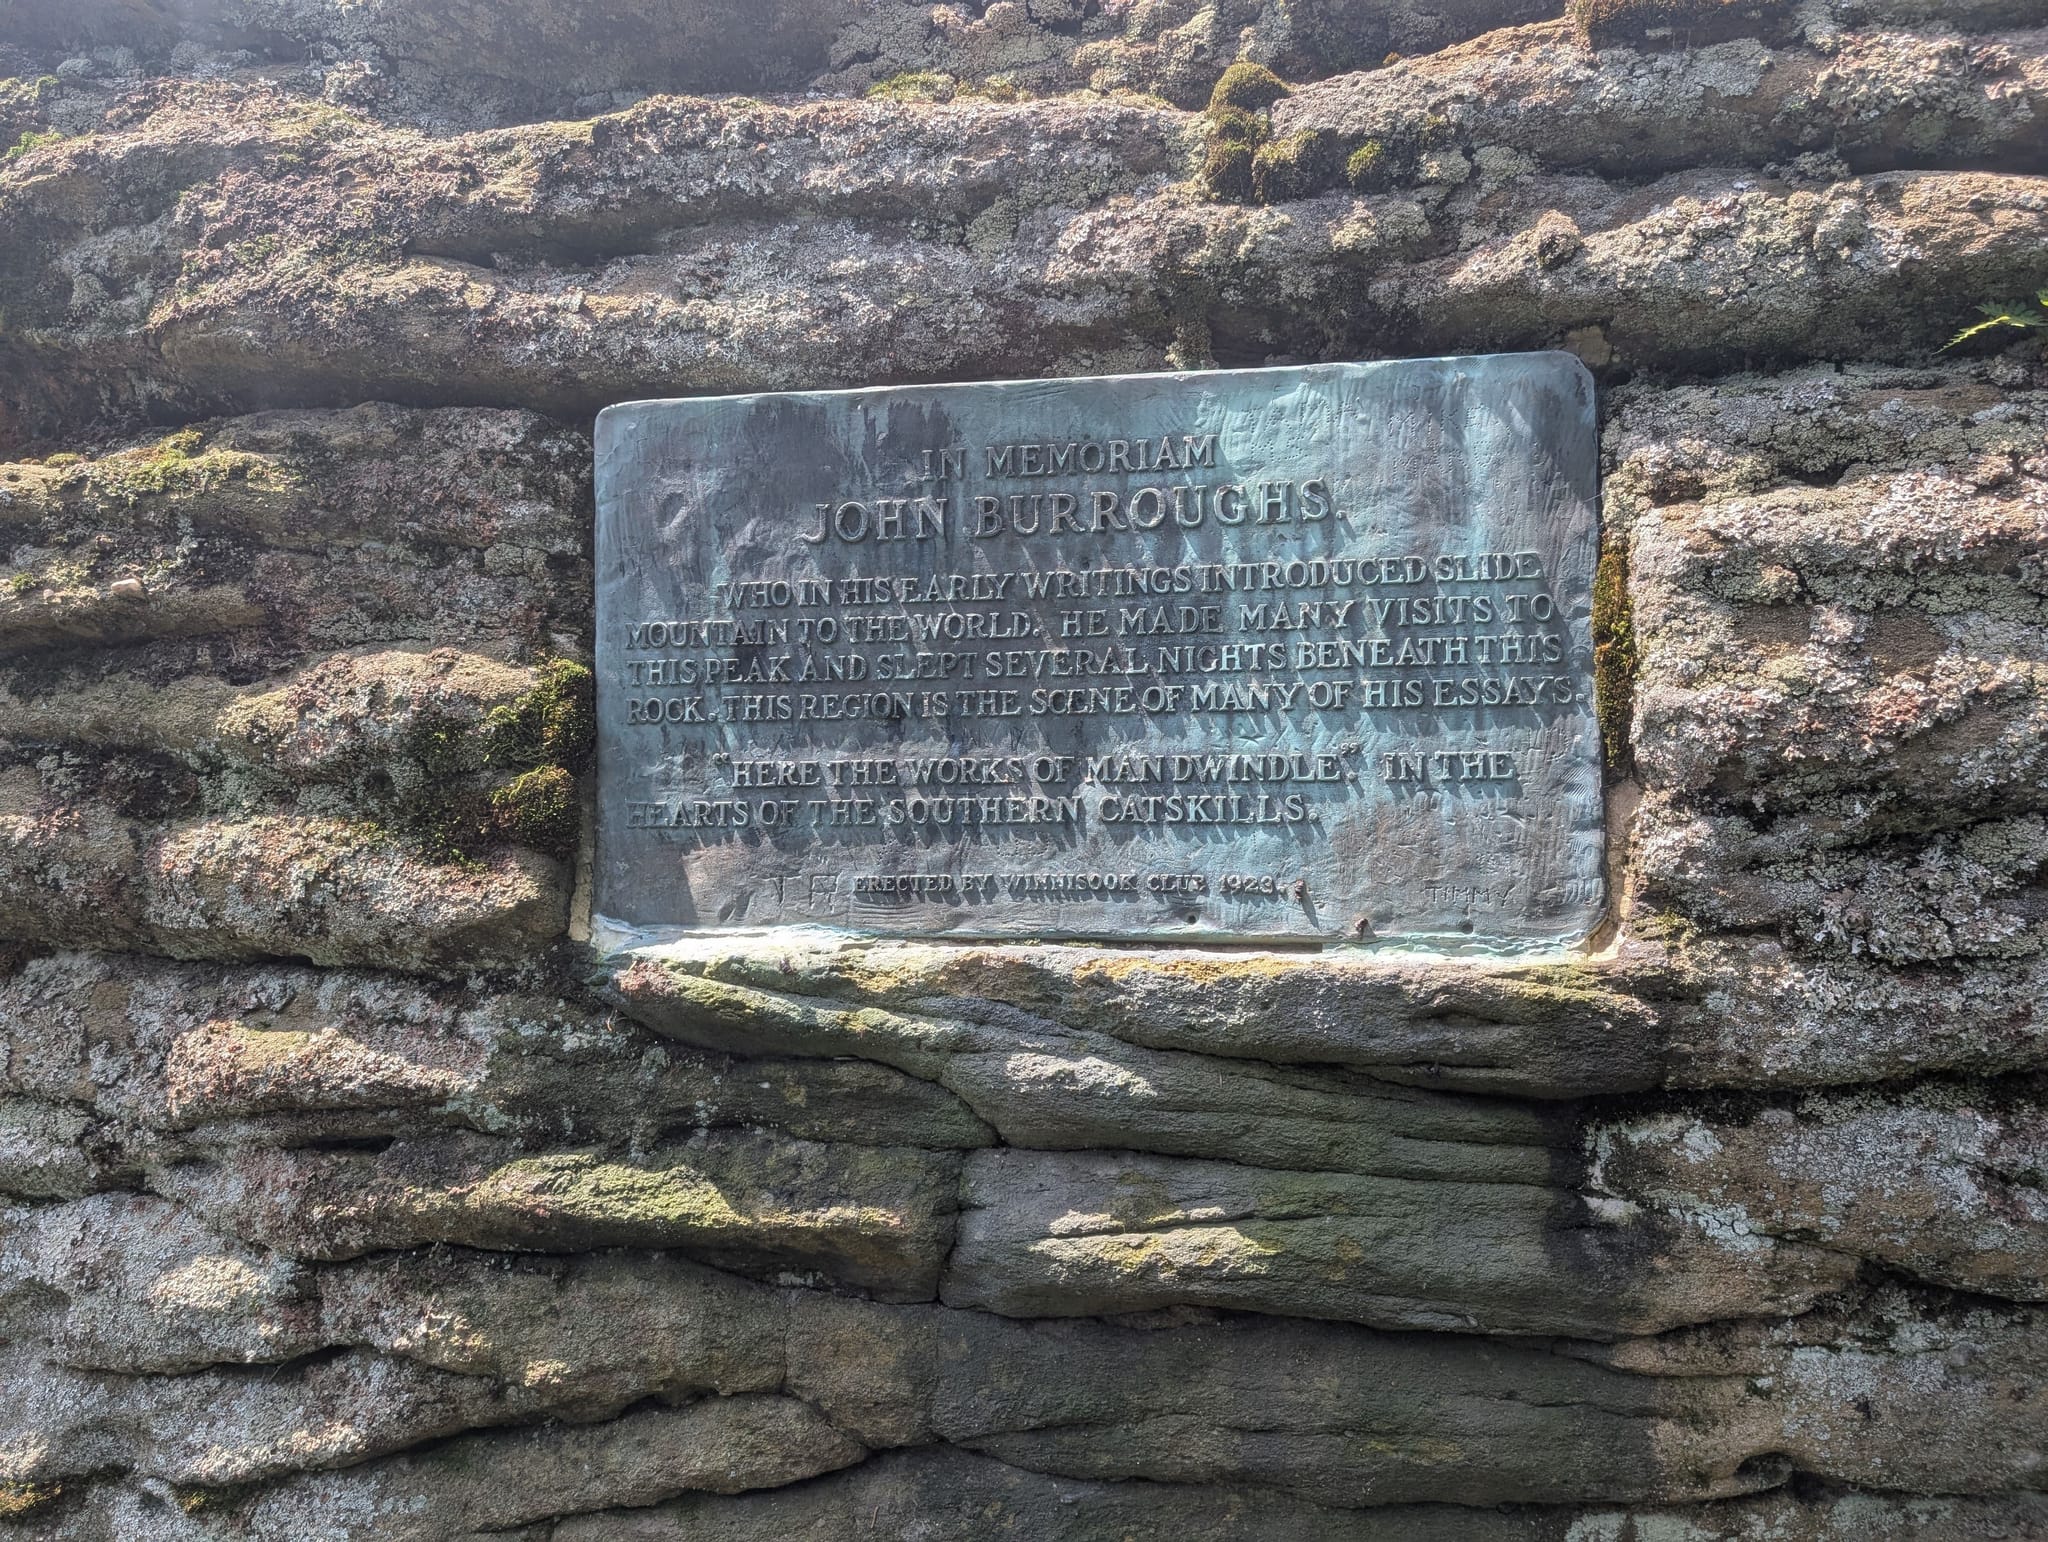 IN MEMORIAM
JOHN BURROUGHS.
WHO IN HIS EARLY WRITINGS INTRODUCED SLIDE
MOUNTAIN TO THE WORLD. HE MADE MANY VISITS TO
THIS PEAK AND SLEPT SEVERAL NIGHTS BENEATH THIS
ROCK. THIS REGION IS THE SCENE OF MANY OF HIS ESSAYS.
"HERE THE WORKS OF MAN DWINDLE". IN THE
HEARTS OF THE SOUTHERN CATSKILLS.
ERECTED BY WINNISOOK CLUB 1923.
TIMMY